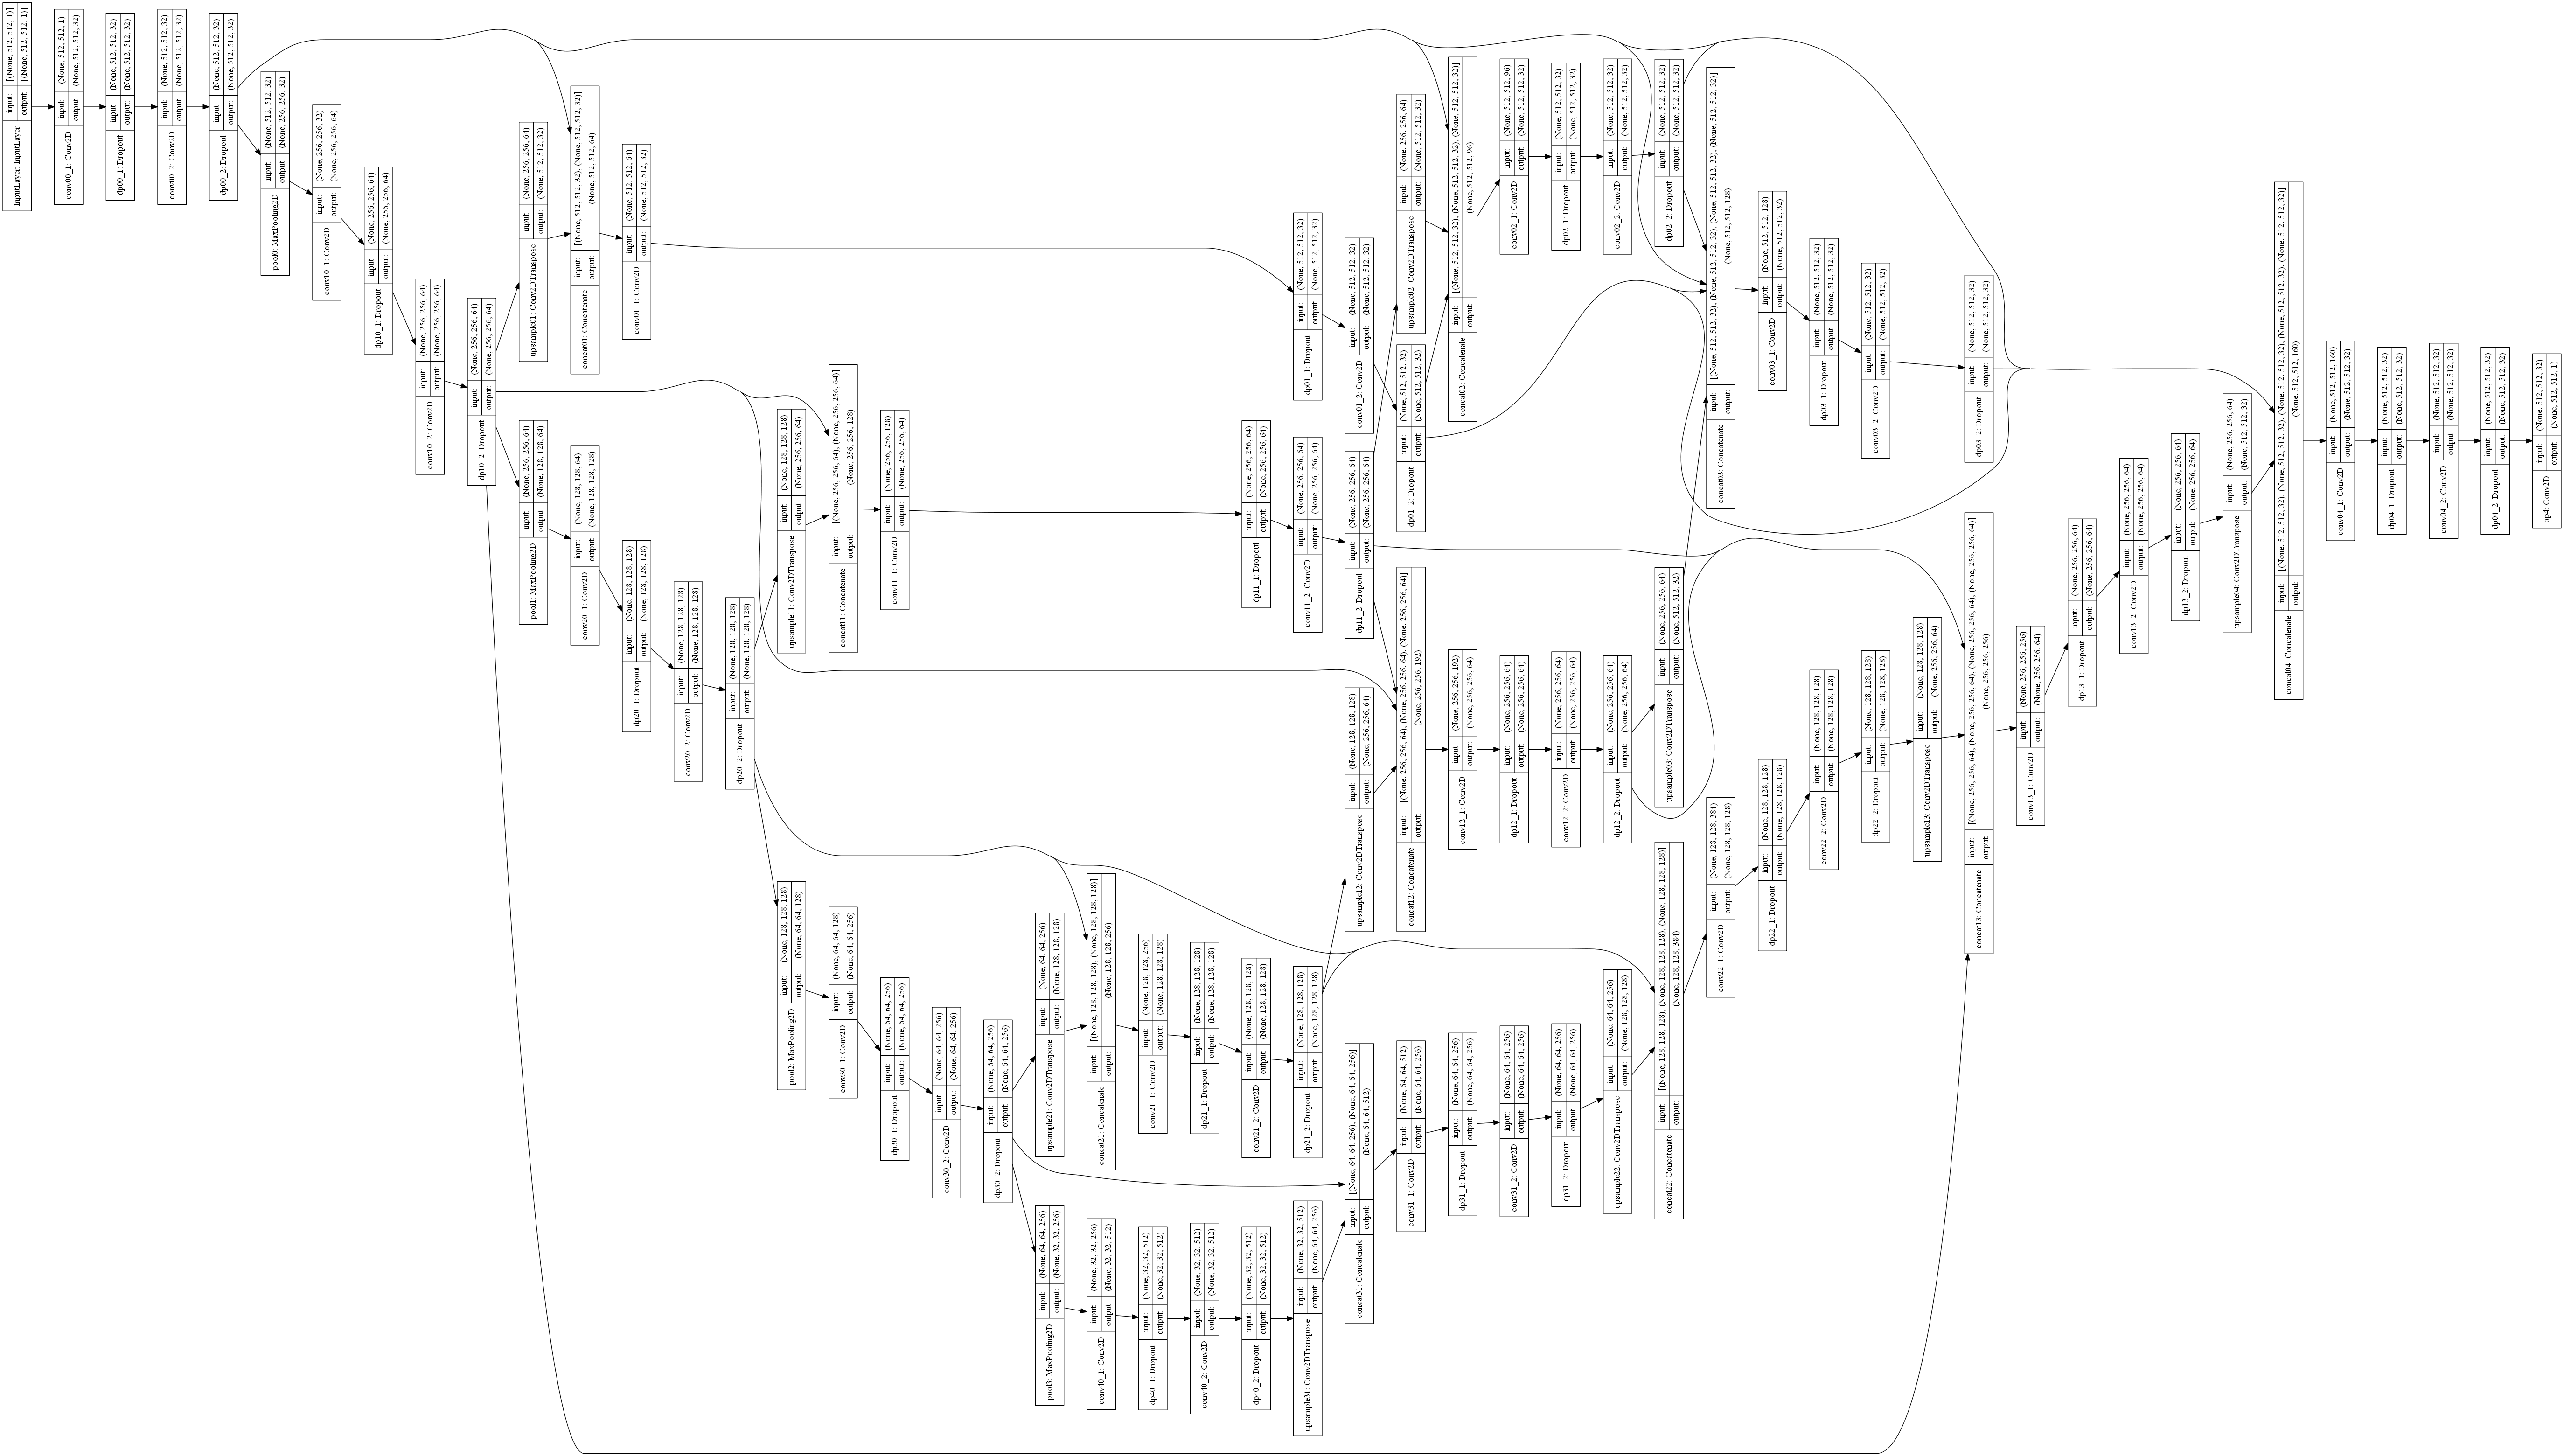 InputLayer: InputLayer
input: [(None, 512, 512, 1)]
output: [(None, 512, 512, 1)]
conv00_1: Conv2D
input: (None, 512, 512, 1)
output: (None, 512, 512, 32)
dp00_1: Dropout
input: (None, 512, 512, 32)
output: (None, 512, 512, 32)
conv00_2: Conv2D
input: (None, 512, 512, 32)
output: (None, 512, 512, 32)
dp00_2: Dropout
input: (None, 512, 512, 32)
output: (None, 512, 512, 32)
pool0: MaxPooling2D
input: (None, 512, 512, 32)
output: (None, 256, 256, 32)
conv10_1: Conv2D
input: (None, 256, 256, 32)
output: (None, 256, 256, 64)
dp10_1: Dropout
input: (None, 256, 256, 64)
output: (None, 256, 256, 64)
conv10_2: Conv2D
input: (None, 256, 256, 64)
output: (None, 256, 256, 64)
dp10_2: Dropout
input: (None, 256, 256, 64)
output: (None, 256, 256, 64)
upsample01: Conv2DTranspose
input: (None, 256, 256, 64)
output: (None, 512, 512, 32)
pool1: MaxPooling2D
input: (None, 256, 256, 64)
output: (None, 128, 128, 64)
concat01: Concatenate
input: [(None, 512, 512, 32), (None, 512, 512, 32)]
output: (None, 512, 512, 64)
conv20_1: Conv2D
input: (None, 128, 128, 64)
output: (None, 128, 128, 128)
conv01_1: Conv2D
input: (None, 512, 512, 64)
output: (None, 512, 512, 32)
dp20_1: Dropout
input: (None, 128, 128, 128)
output: (None, 128, 128, 128)
conv20_2: Conv2D
input: (None, 128, 128, 128)
output: (None, 128, 128, 128)
dp20_2: Dropout
input: (None, 128, 128, 128)
output: (None, 128, 128, 128)
upsample11: Conv2DTranspose
input: (None, 128, 128, 128)
output: (None, 256, 256, 64)
pool2: MaxPooling2D
input: (None, 128, 128, 128)
output: (None, 64, 64, 128)
concat11: Concatenate
input: [(None, 256, 256, 64), (None, 256, 256, 64)]
output: (None, 256, 256, 128)
conv30_1: Conv2D
input: (None, 64, 64, 128)
output: (None, 64, 64, 256)
conv11_1: Conv2D
input: (None, 256, 256, 128)
output: (None, 256, 256, 64)
dp30_1: Dropout
input: (None, 64, 64, 256)
output: (None, 64, 64, 256)
conv30_2: Conv2D
input: (None, 64, 64, 256)
output: (None, 64, 64, 256)
dp30_2: Dropout
input: (None, 64, 64, 256)
output: (None, 64, 64, 256)
upsample21: Conv2DTranspose
input: (None, 64, 64, 256)
output: (None, 128, 128, 128)
pool3: MaxPooling2D
input: (None, 64, 64, 256)
output: (None, 32, 32, 256)
concat21: Concatenate
input: [(None, 128, 128, 128), (None, 128, 128, 128)]
output: (None, 128, 128, 256)
conv40_1: Conv2D
input: (None, 32, 32, 256)
output: (None, 32, 32, 512)
conv21_1: Conv2D
input: (None, 128, 128, 256)
output: (None, 128, 128, 128)
dp40_1: Dropout
input: (None, 32, 32, 512)
output: (None, 32, 32, 512)
dp21_1: Dropout
input: (None, 128, 128, 128)
output: (None, 128, 128, 128)
conv40_2: Conv2D
input: (None, 32, 32, 512)
output: (None, 32, 32, 512)
dp11_1: Dropout
input: (None, 256, 256, 64)
output: (None, 256, 256, 64)
conv21_2: Conv2D
input: (None, 128, 128, 128)
output: (None, 128, 128, 128)
dp40_2: Dropout
input: (None, 32, 32, 512)
output: (None, 32, 32, 512)
dp01_1: Dropout
input: (None, 512, 512, 32)
output: (None, 512, 512, 32)
conv11_2: Conv2D
input: (None, 256, 256, 64)
output: (None, 256, 256, 64)
dp21_2: Dropout
input: (None, 128, 128, 128)
output: (None, 128, 128, 128)
upsample31: Conv2DTranspose
input: (None, 32, 32, 512)
output: (None, 64, 64, 256)
conv01_2: Conv2D
input: (None, 512, 512, 32)
output: (None, 512, 512, 32)
dp11_2: Dropout
input: (None, 256, 256, 64)
output: (None, 256, 256, 64)
upsample12: Conv2DTranspose
input: (None, 128, 128, 128)
output: (None, 256, 256, 64)
concat31: Concatenate
input: [(None, 64, 64, 256), (None, 64, 64, 256)]
output: (None, 64, 64, 512)
upsample02: Conv2DTranspose
input: (None, 256, 256, 64)
output: (None, 512, 512, 32)
dp01_2: Dropout
input: (None, 512, 512, 32)
output: (None, 512, 512, 32)
concat12: Concatenate
input: [(None, 256, 256, 64), (None, 256, 256, 64), (None, 256, 256, 64)]
output: (None, 256, 256, 192)
conv31_1: Conv2D
input: (None, 64, 64, 512)
output: (None, 64, 64, 256)
concat02: Concatenate
input: [(None, 512, 512, 32), (None, 512, 512, 32), (None, 512, 512, 32)]
output: (None, 512, 512, 96)
conv12_1: Conv2D
input: (None, 256, 256, 192)
output: (None, 256, 256, 64)
dp31_1: Dropout
input: (None, 64, 64, 256)
output: (None, 64, 64, 256)
conv02_1: Conv2D
input: (None, 512, 512, 96)
output: (None, 512, 512, 32)
dp12_1: Dropout
input: (None, 256, 256, 64)
output: (None, 256, 256, 64)
conv31_2: Conv2D
input: (None, 64, 64, 256)
output: (None, 64, 64, 256)
dp02_1: Dropout
input: (None, 512, 512, 32)
output: (None, 512, 512, 32)
conv12_2: Conv2D
input: (None, 256, 256, 64)
output: (None, 256, 256, 64)
dp31_2: Dropout
input: (None, 64, 64, 256)
output: (None, 64, 64, 256)
conv02_2: Conv2D
input: (None, 512, 512, 32)
output: (None, 512, 512, 32)
dp12_2: Dropout
input: (None, 256, 256, 64)
output: (None, 256, 256, 64)
upsample22: Conv2DTranspose
input: (None, 64, 64, 256)
output: (None, 128, 128, 128)
dp02_2: Dropout
input: (None, 512, 512, 32)
output: (None, 512, 512, 32)
upsample03: Conv2DTranspose
input: (None, 256, 256, 64)
output: (None, 512, 512, 32)
concat22: Concatenate
input: [(None, 128, 128, 128), (None, 128, 128, 128), (None, 128, 128, 128)]
output: (None, 128, 128, 384)
concat03: Concatenate
input: [(None, 512, 512, 32), (None, 512, 512, 32), (None, 512, 512, 32), (None, 512, 512, 32)]
output: (None, 512, 512, 128)
conv22_1: Conv2D
input: (None, 128, 128, 384)
output: (None, 128, 128, 128)
conv03_1: Conv2D
input: (None, 512, 512, 128)
output: (None, 512, 512, 32)
dp22_1: Dropout
input: (None, 128, 128, 128)
output: (None, 128, 128, 128)
dp03_1: Dropout
input: (None, 512, 512, 32)
output: (None, 512, 512, 32)
conv22_2: Conv2D
input: (None, 128, 128, 128)
output: (None, 128, 128, 128)
conv03_2: Conv2D
input: (None, 512, 512, 32)
output: (None, 512, 512, 32)
dp22_2: Dropout
input: (None, 128, 128, 128)
output: (None, 128, 128, 128)
upsample13: Conv2DTranspose
input: (None, 128, 128, 128)
output: (None, 256, 256, 64)
dp03_2: Dropout
input: (None, 512, 512, 32)
output: (None, 512, 512, 32)
concat13: Concatenate
input: [(None, 256, 256, 64), (None, 256, 256, 64), (None, 256, 256, 64), (None, 256, 256, 64)]
output: (None, 256, 256, 256)
conv13_1: Conv2D
input: (None, 256, 256, 256)
output: (None, 256, 256, 64)
dp13_1: Dropout
input: (None, 256, 256, 64)
output: (None, 256, 256, 64)
conv13_2: Conv2D
input: (None, 256, 256, 64)
output: (None, 256, 256, 64)
dp13_2: Dropout
input: (None, 256, 256, 64)
output: (None, 256, 256, 64)
upsample04: Conv2DTranspose
input: (None, 256, 256, 64)
output: (None, 512, 512, 32)
concat04: Concatenate
input: [(None, 512, 512, 32), (None, 512, 512, 32), (None, 512, 512, 32), (None, 512, 512, 32), (None, 512, 512, 32)]
output: (None, 512, 512, 160)
conv04_1: Conv2D
input: (None, 512, 512, 160)
output: (None, 512, 512, 32)
dp04_1: Dropout
input: (None, 512, 512, 32)
output: (None, 512, 512, 32)
conv04_2: Conv2D
input: (None, 512, 512, 32)
output: (None, 512, 512, 32)
dp04_2: Dropout
input: (None, 512, 512, 32)
output: (None, 512, 512, 32)
op4: Conv2D
input: (None, 512, 512, 32)
output: (None, 512, 512, 1)